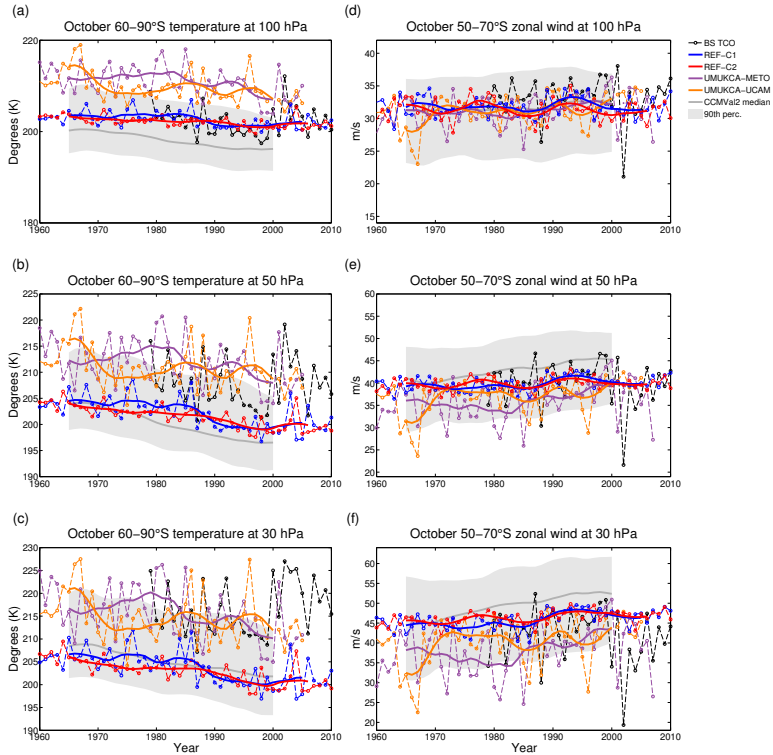 (a)
October 60−90°S temperature at 100 hPa
Degrees (K)
220
210
200
190
180
1960 1970 1980 1990 2000 2010
(d)
October 50−70°S zonal wind at 100 hPa
m/s
40
35
30
25
20
15
1960 1970 1980 1990 2000 2010
BS TCO
REF−C1
REF−C2
UMUKCA−METO
UMUKCA−UCAM
CCMVal2 median
90th perc.
(b)
October 60−90°S temperature at 50 hPa
Degrees (K)
225
220
215
210
205
200
195
190
1960 1970 1980 1990 2000 2010
(e)
October 50−70°S zonal wind at 50 hPa
m/s
60
55
50
45
40
35
30
25
20
1960 1970 1980 1990 2000 2010
(c)
October 60−90°S temperature at 30 hPa
Degrees (K)
230
225
220
215
210
205
200
195
190
1960 1970 1980 1990 2000 2010
Year
(f)
October 50−70°S zonal wind at 30 hPa
m/s
60
55
50
45
40
35
30
25
20
1960 1970 1980 1990 2000 2010
Year